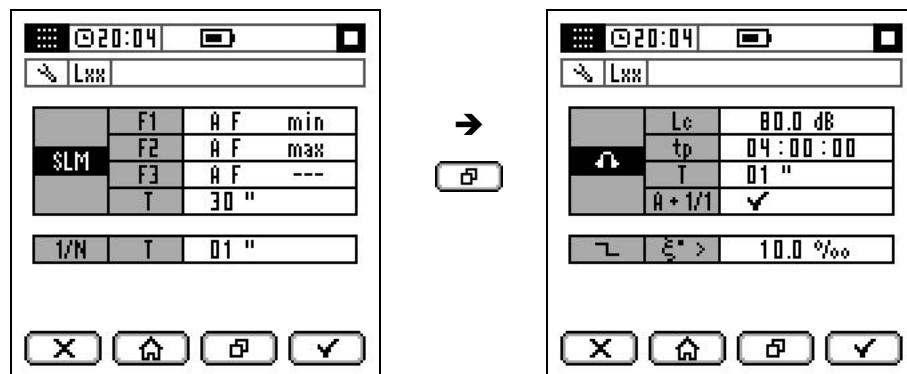 20:04
Lxx
SLM
F1 A F min
F2 A F max
F3 A F ---
T 30 "
1/N T 01 "
20:04
Lxx
Lc 80.0 dB
tp 04:00:00
T 01 "
A + 1/1 ✓
ξ" > 10.0 ‰